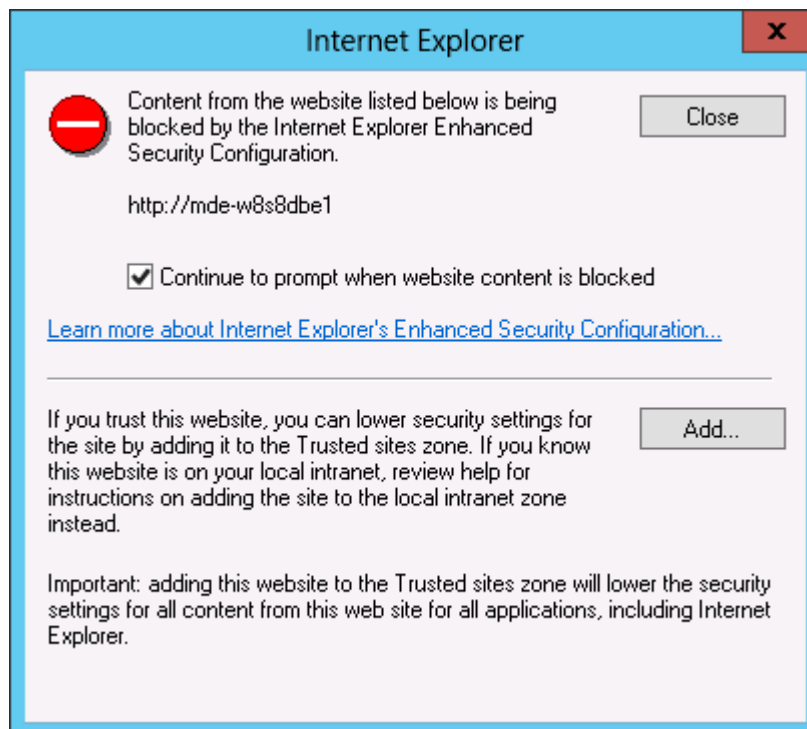 Internet Explorer
x
Content from the website listed below is being
blocked by the Internet Explorer Enhanced
Security Configuration.
Close
http://mde-w8s8dbe1
Continue to prompt when website content is blocked
Learn more about Internet Explorer's Enhanced Security Configuration...
If you trust this website, you can lower security settings for
the site by adding it to the Trusted sites zone. If you know
this website is on your local intranet, review help for
instructions on adding the site to the local intranet zone
instead.
Add...
Important: adding this website to the Trusted sites zone will lower the security
settings for all content from this web site for all applications, including Internet
Explorer.